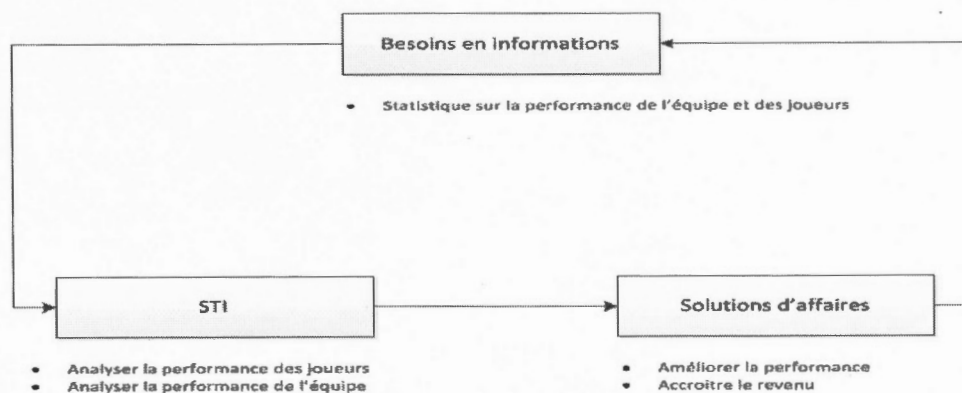 Besoins en informations
• Statistique sur la performance de l'équipe et des joueurs
STI
• Analyser la performance des joueurs
• Analyser la performance de l'équipe
Solutions d'affaires
• Améliorer la performance
• Accroitre le revenu